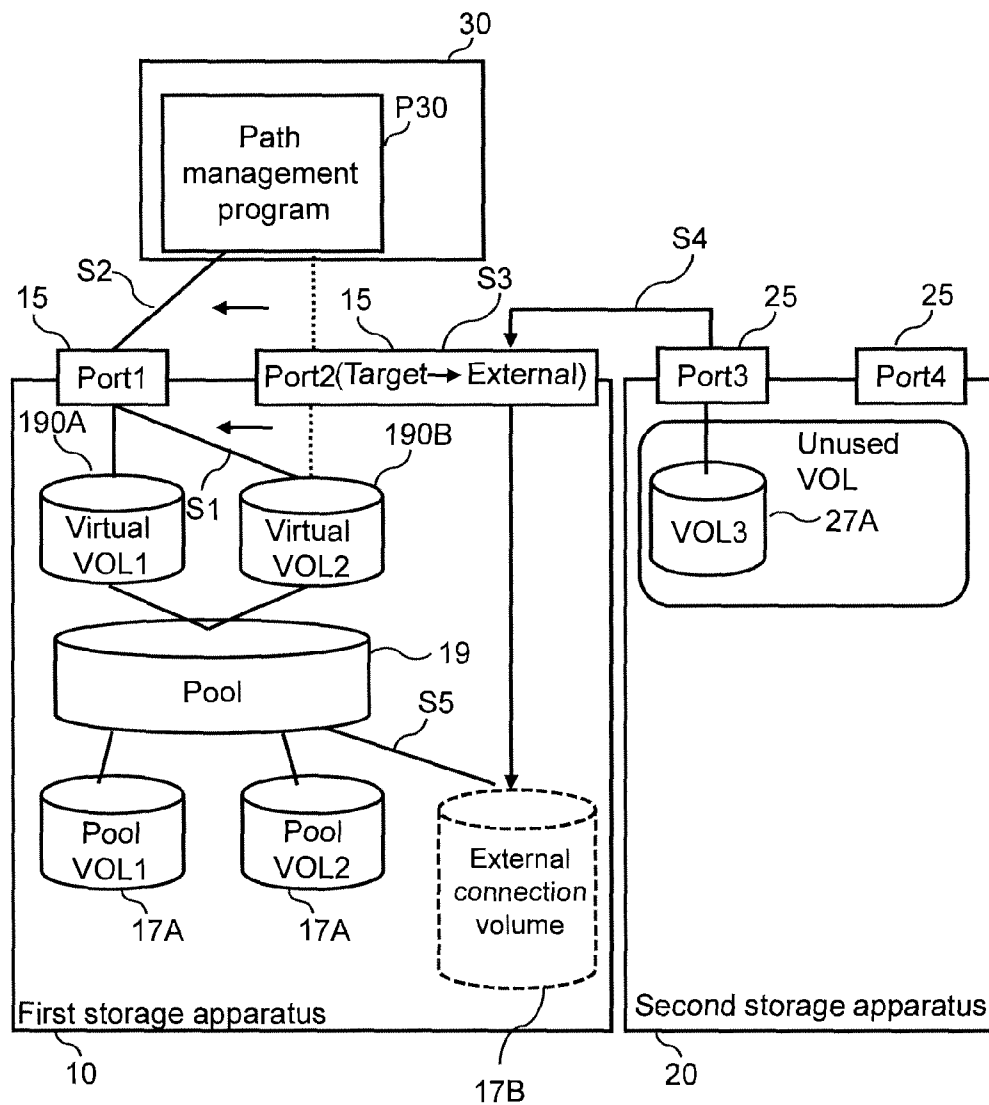 30
P30
Path
management
program
S2
S3
S4
15
15
25
25
Port1
Port2(Target→External)
Port3
Port4
190A
190B
S1
Virtual
VOL1
Virtual
VOL2
Unused
VOL
VOL3
27A
19
Pool
S5
Pool
VOL1
Pool
VOL2
External
connection
volume
17A
17A
First storage apparatus
Second storage apparatus
10
17B
20